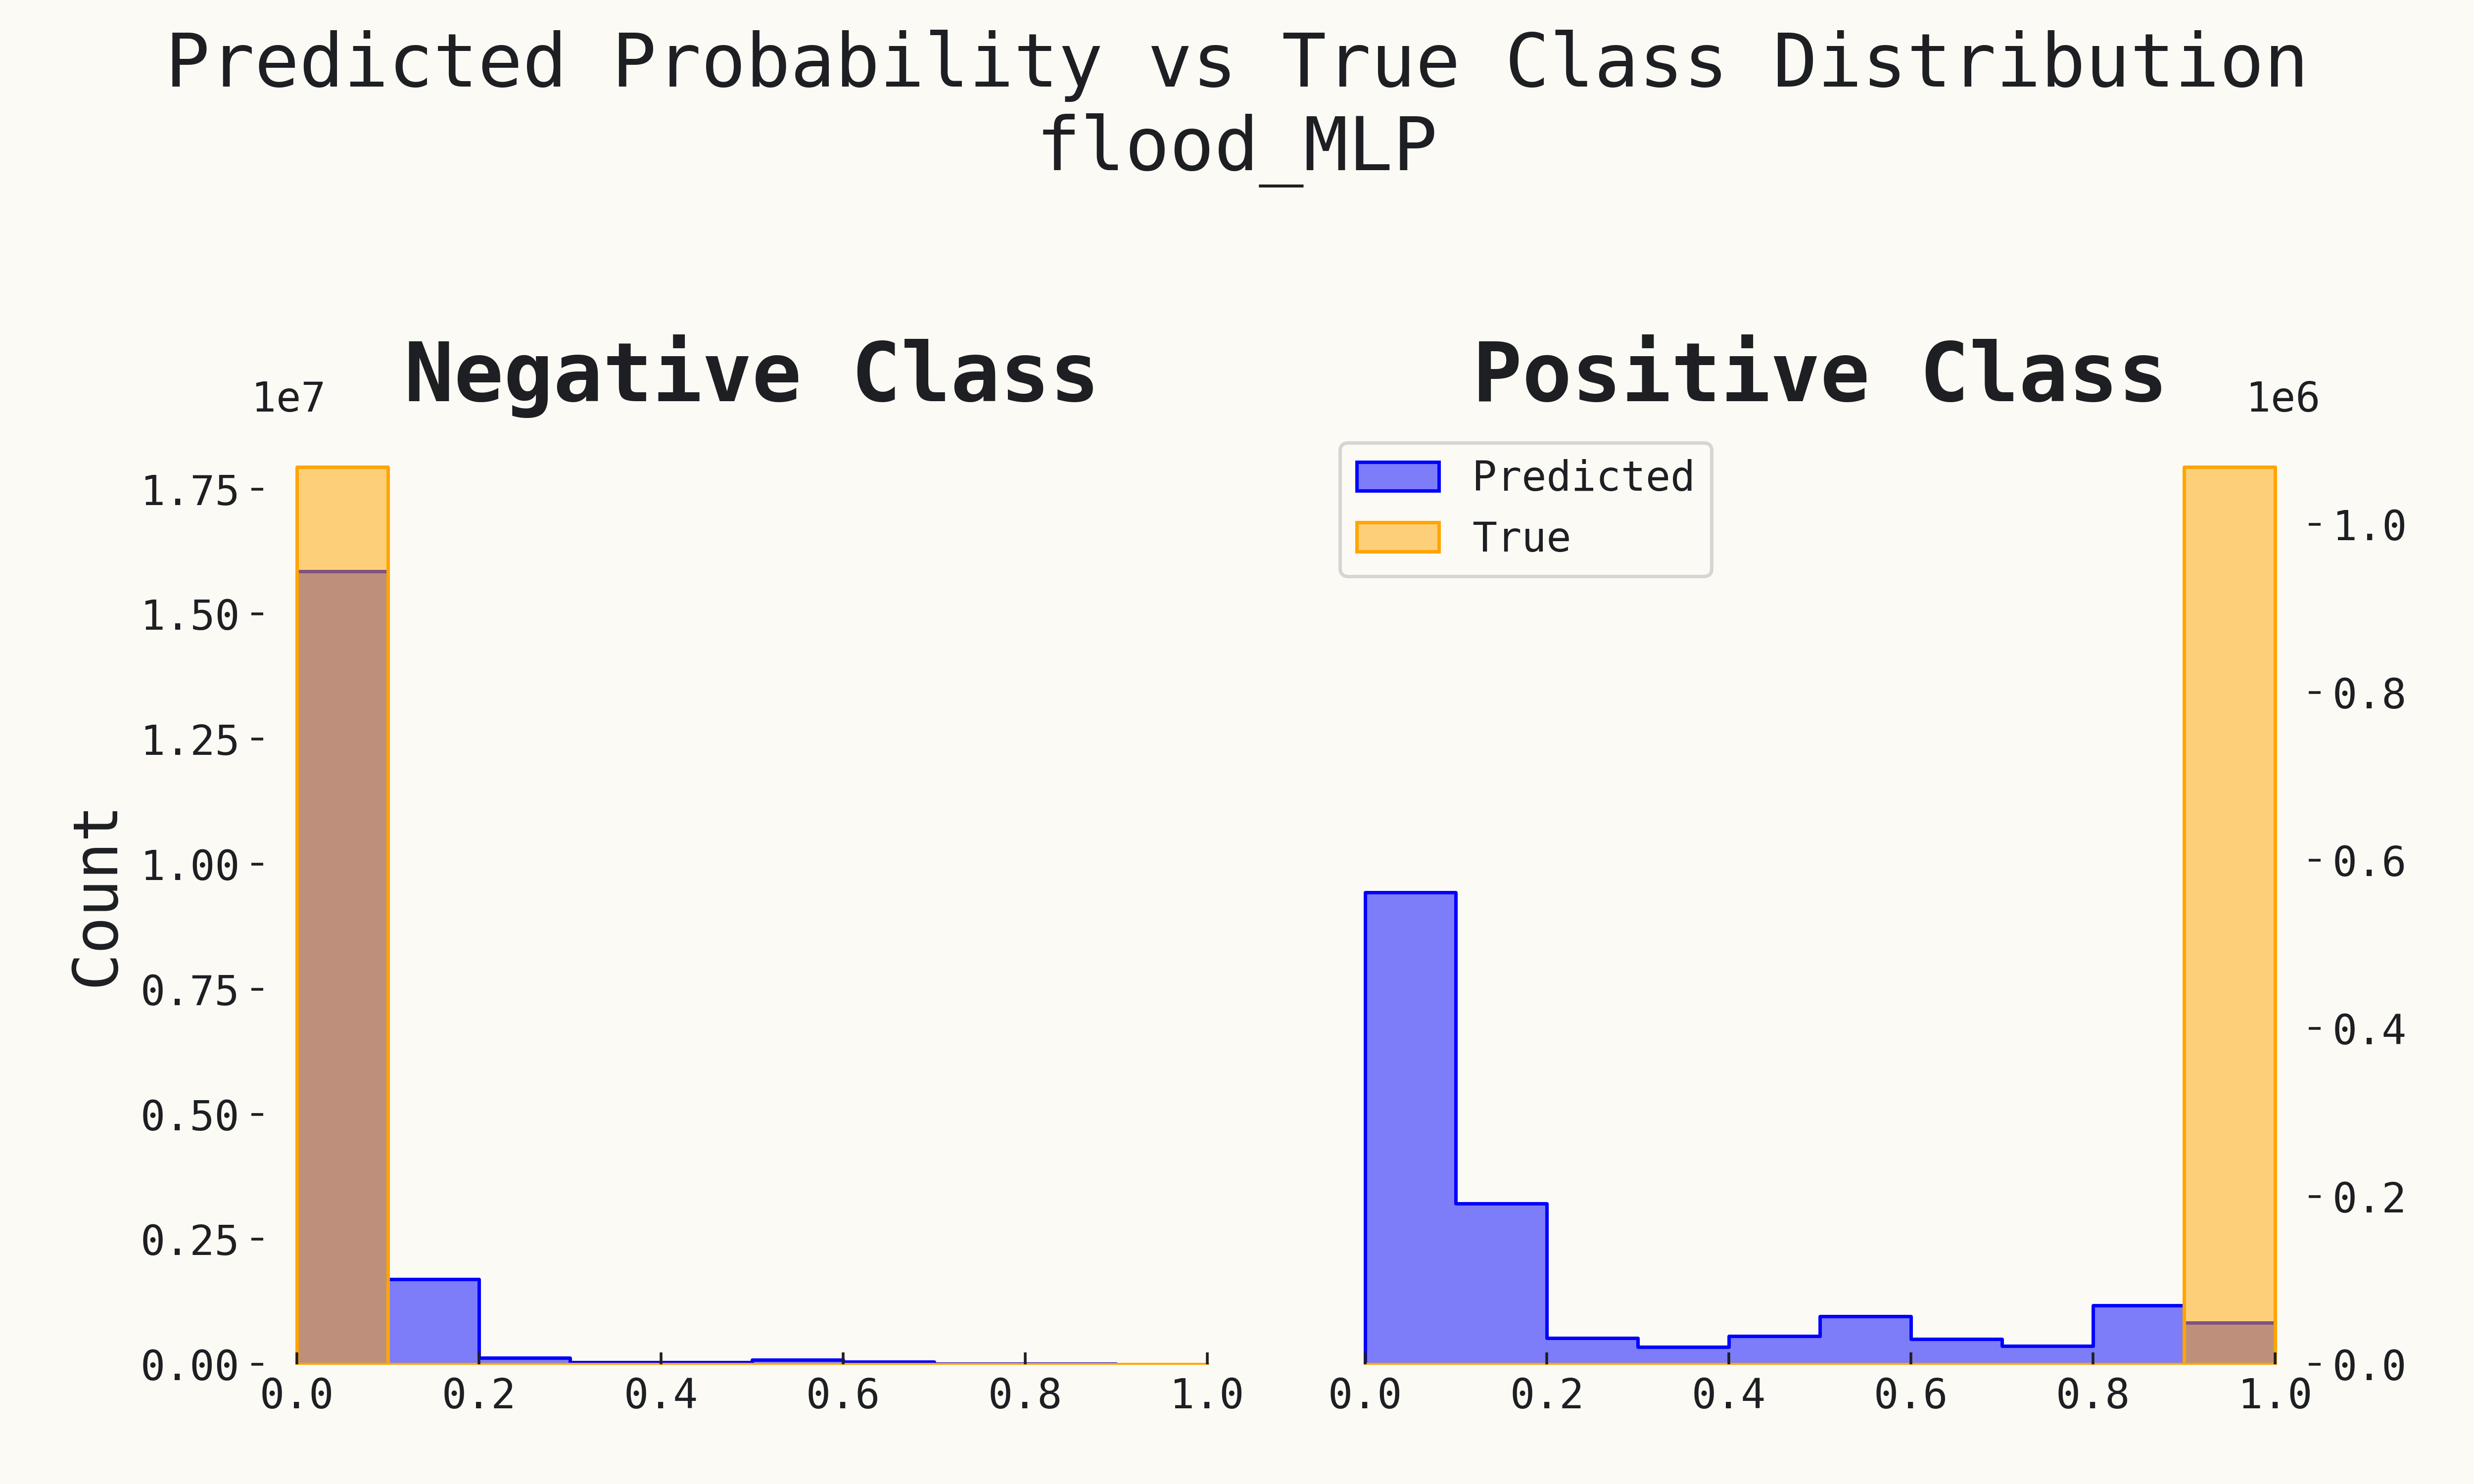 Predicted Probability vs True Class Distribution
flood_MLP
Negative Class
Positive Class
1e7
1e6
Predicted
True
Count
1.75
1.50
1.25
1.00
0.75
0.50
0.25
0.00
0.0 0.2 0.4 0.6 0.8 1.0
0.0 0.2 0.4 0.6 0.8 1.0
1.0
0.8
0.6
0.4
0.2
0.0